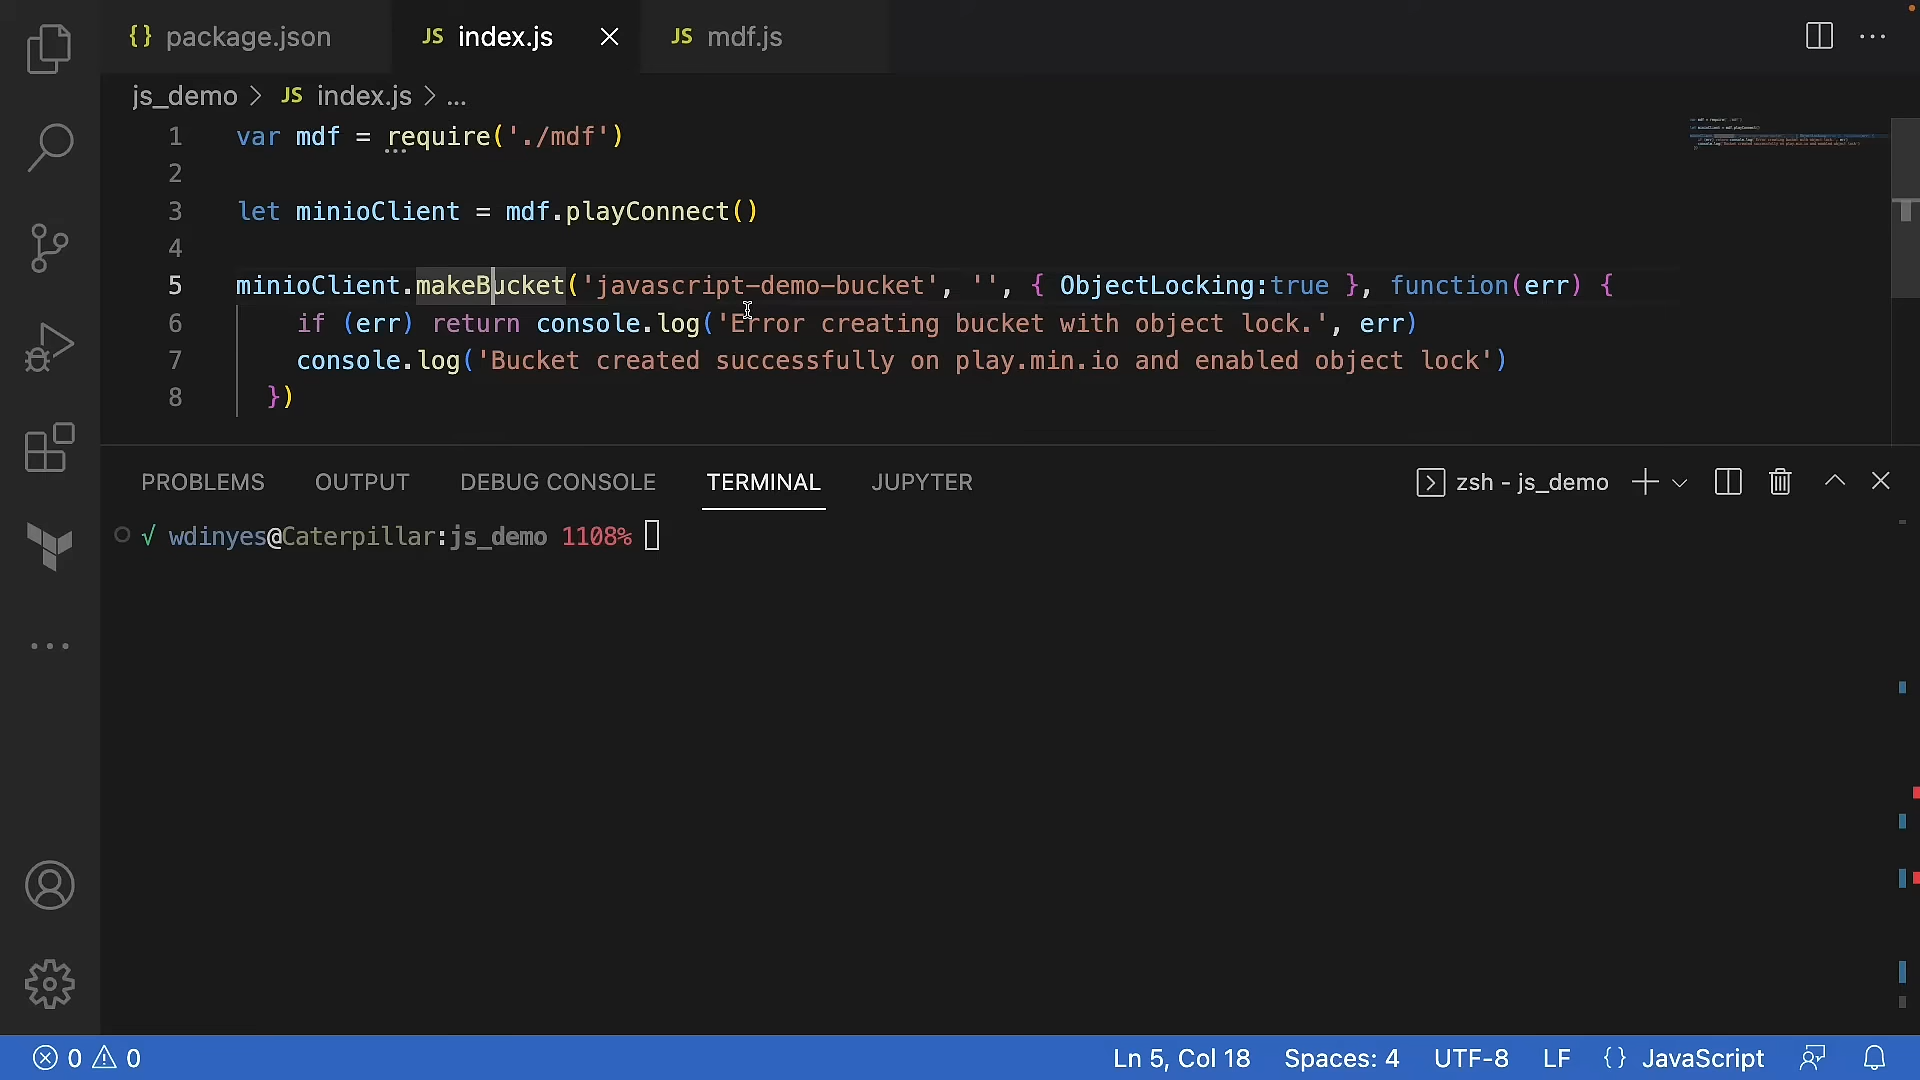 {} package.json JS index.js JS mdf.js
js_demo > JS index.js > ...
1 var mdf = require('./mdf')
2
3 let minioClient = mdf.playConnect()
4
5 minioClient.makeBucket('javascript-demo-bucket', '', { ObjectLocking:true }, function(err) {
6 if (err) return console.log('Error creating bucket with object lock.', err)
7 console.log('Bucket created successfully on play.min.io and enabled object lock')
8 })
PROBLEMS OUTPUT DEBUG CONSOLE TERMINAL JUPYTER zsh - js_demo
√ wdinyes@Caterpillar:js_demo 1108%
0 0 Ln 5, Col 18 Spaces: 4 UTF-8 LF {} JavaScript